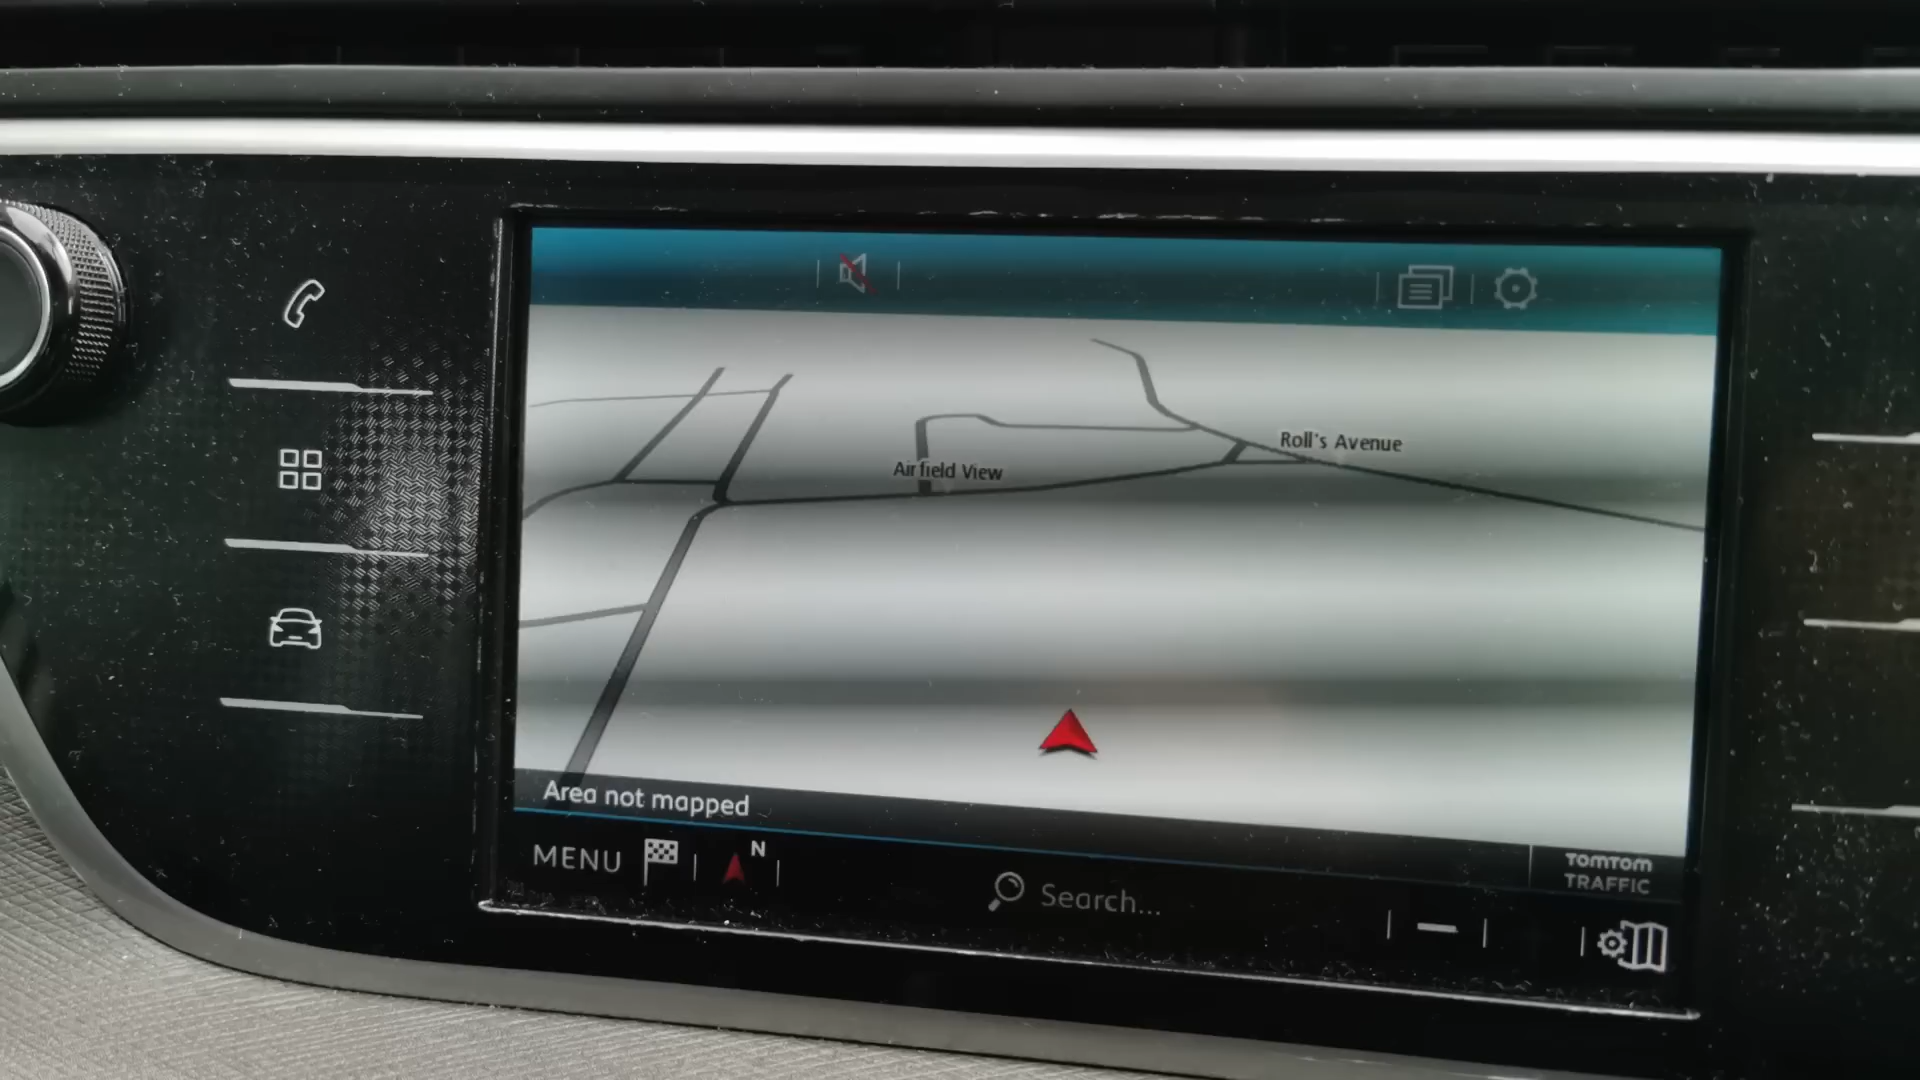 Roll's Avenue
Airfield View
Area not mapped
MENU
N
Search...
TOMTOM
TRAFFIC